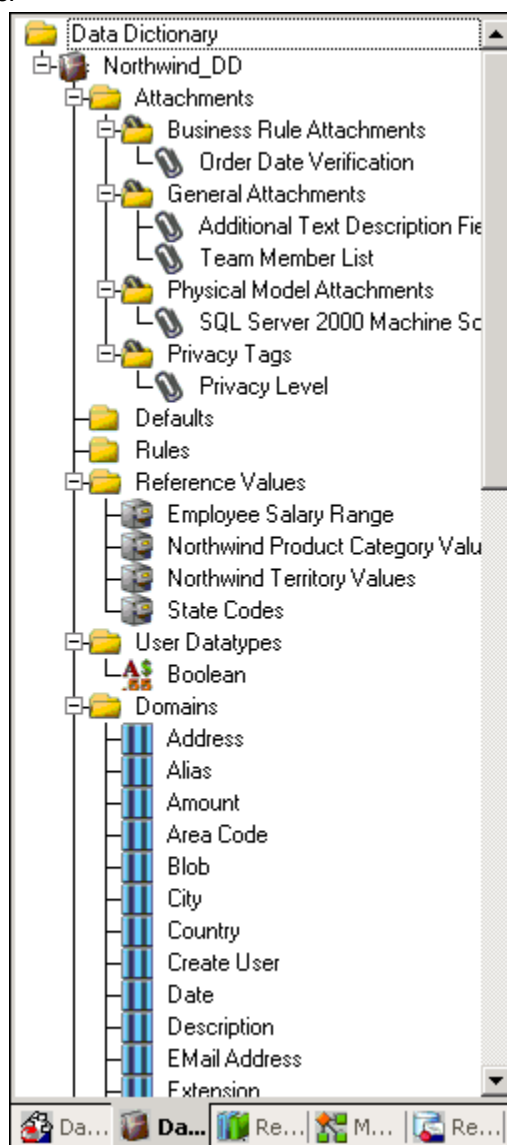 Data Dictionary
Northwind_DD
Attachments
Business Rule Attachments
Order Date Verification
General Attachments
Additional Text Description Fie
Team Member List
Physical Model Attachments
SQL Server 2000 Machine Sc
Privacy Tags
Privacy Level
Defaults
Rules
Reference Values
Employee Salary Range
Northwind Product Category Valu
Northwind Territory Values
State Codes
User Datatypes
Boolean
Domains
Address
Alias
Amount
Area Code
Blob
City
Country
Create User
Date
Description
EMail Address
Extension
Da... Da... Re... M... Re...